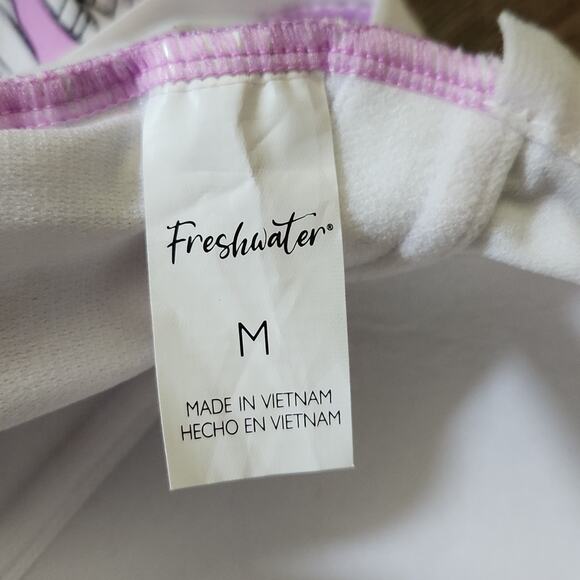 Freshwater®
M
MADE IN VIETNAM
HECHO EN VIETNAM